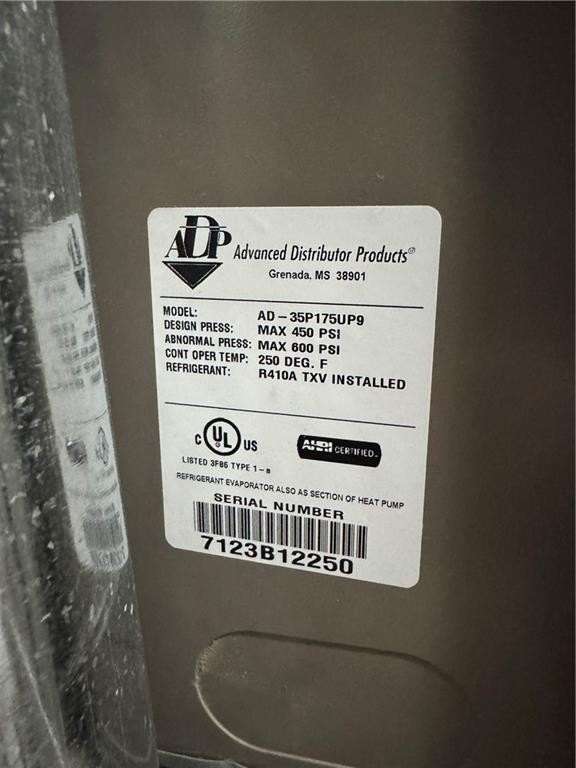 ADP Advanced Distributor Products
Grenada, MS 38901
MODEL: AD-35P175UP9
DESIGN PRESS: MAX 450 PSI
ABNORMAL PRESS: MAX 600 PSI
CONT OPER TEMP: 250 DEG. F
REFRIGERANT: R410A TXV INSTALLED
C UL US
AHRI CERTIFIED
LISTED 3FB6 TYPE 1-B
REFRIGERANT EVAPORATOR ALSO AS SECTION OF HEAT PUMP
SERIAL NUMBER
7123B12250